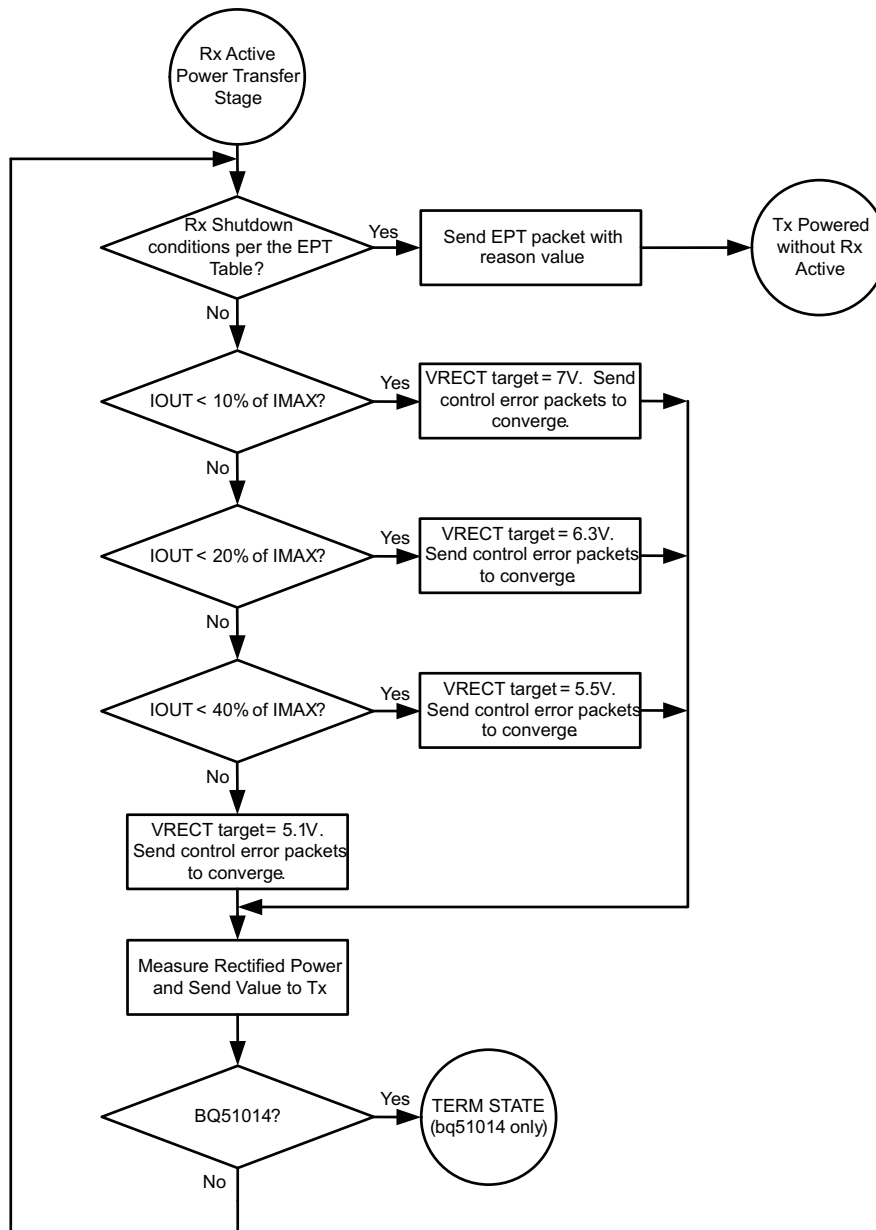 Rx Active
Power Transfer
Stage
Rx Shutdown
conditions per the EPT
Table?
Yes
Send EPT packet with
reason value
Tx Powered
without Rx
Active
No
IOUT < 10% of IMAX?
Yes
VRECT target = 7V. Send
control error packets to
converge.
No
IOUT < 20% of IMAX?
Yes
VRECT target = 6.3V.
Send control error packets
to converge.
No
IOUT < 40% of IMAX?
Yes
VRECT target = 5.5V.
Send control error packets
to converge.
No
VRECT target = 5.1V.
Send control error packets
to converge.
Measure Rectified Power
and Send Value to Tx
BQ51014?
Yes
TERM STATE
(bq51014 only)
No